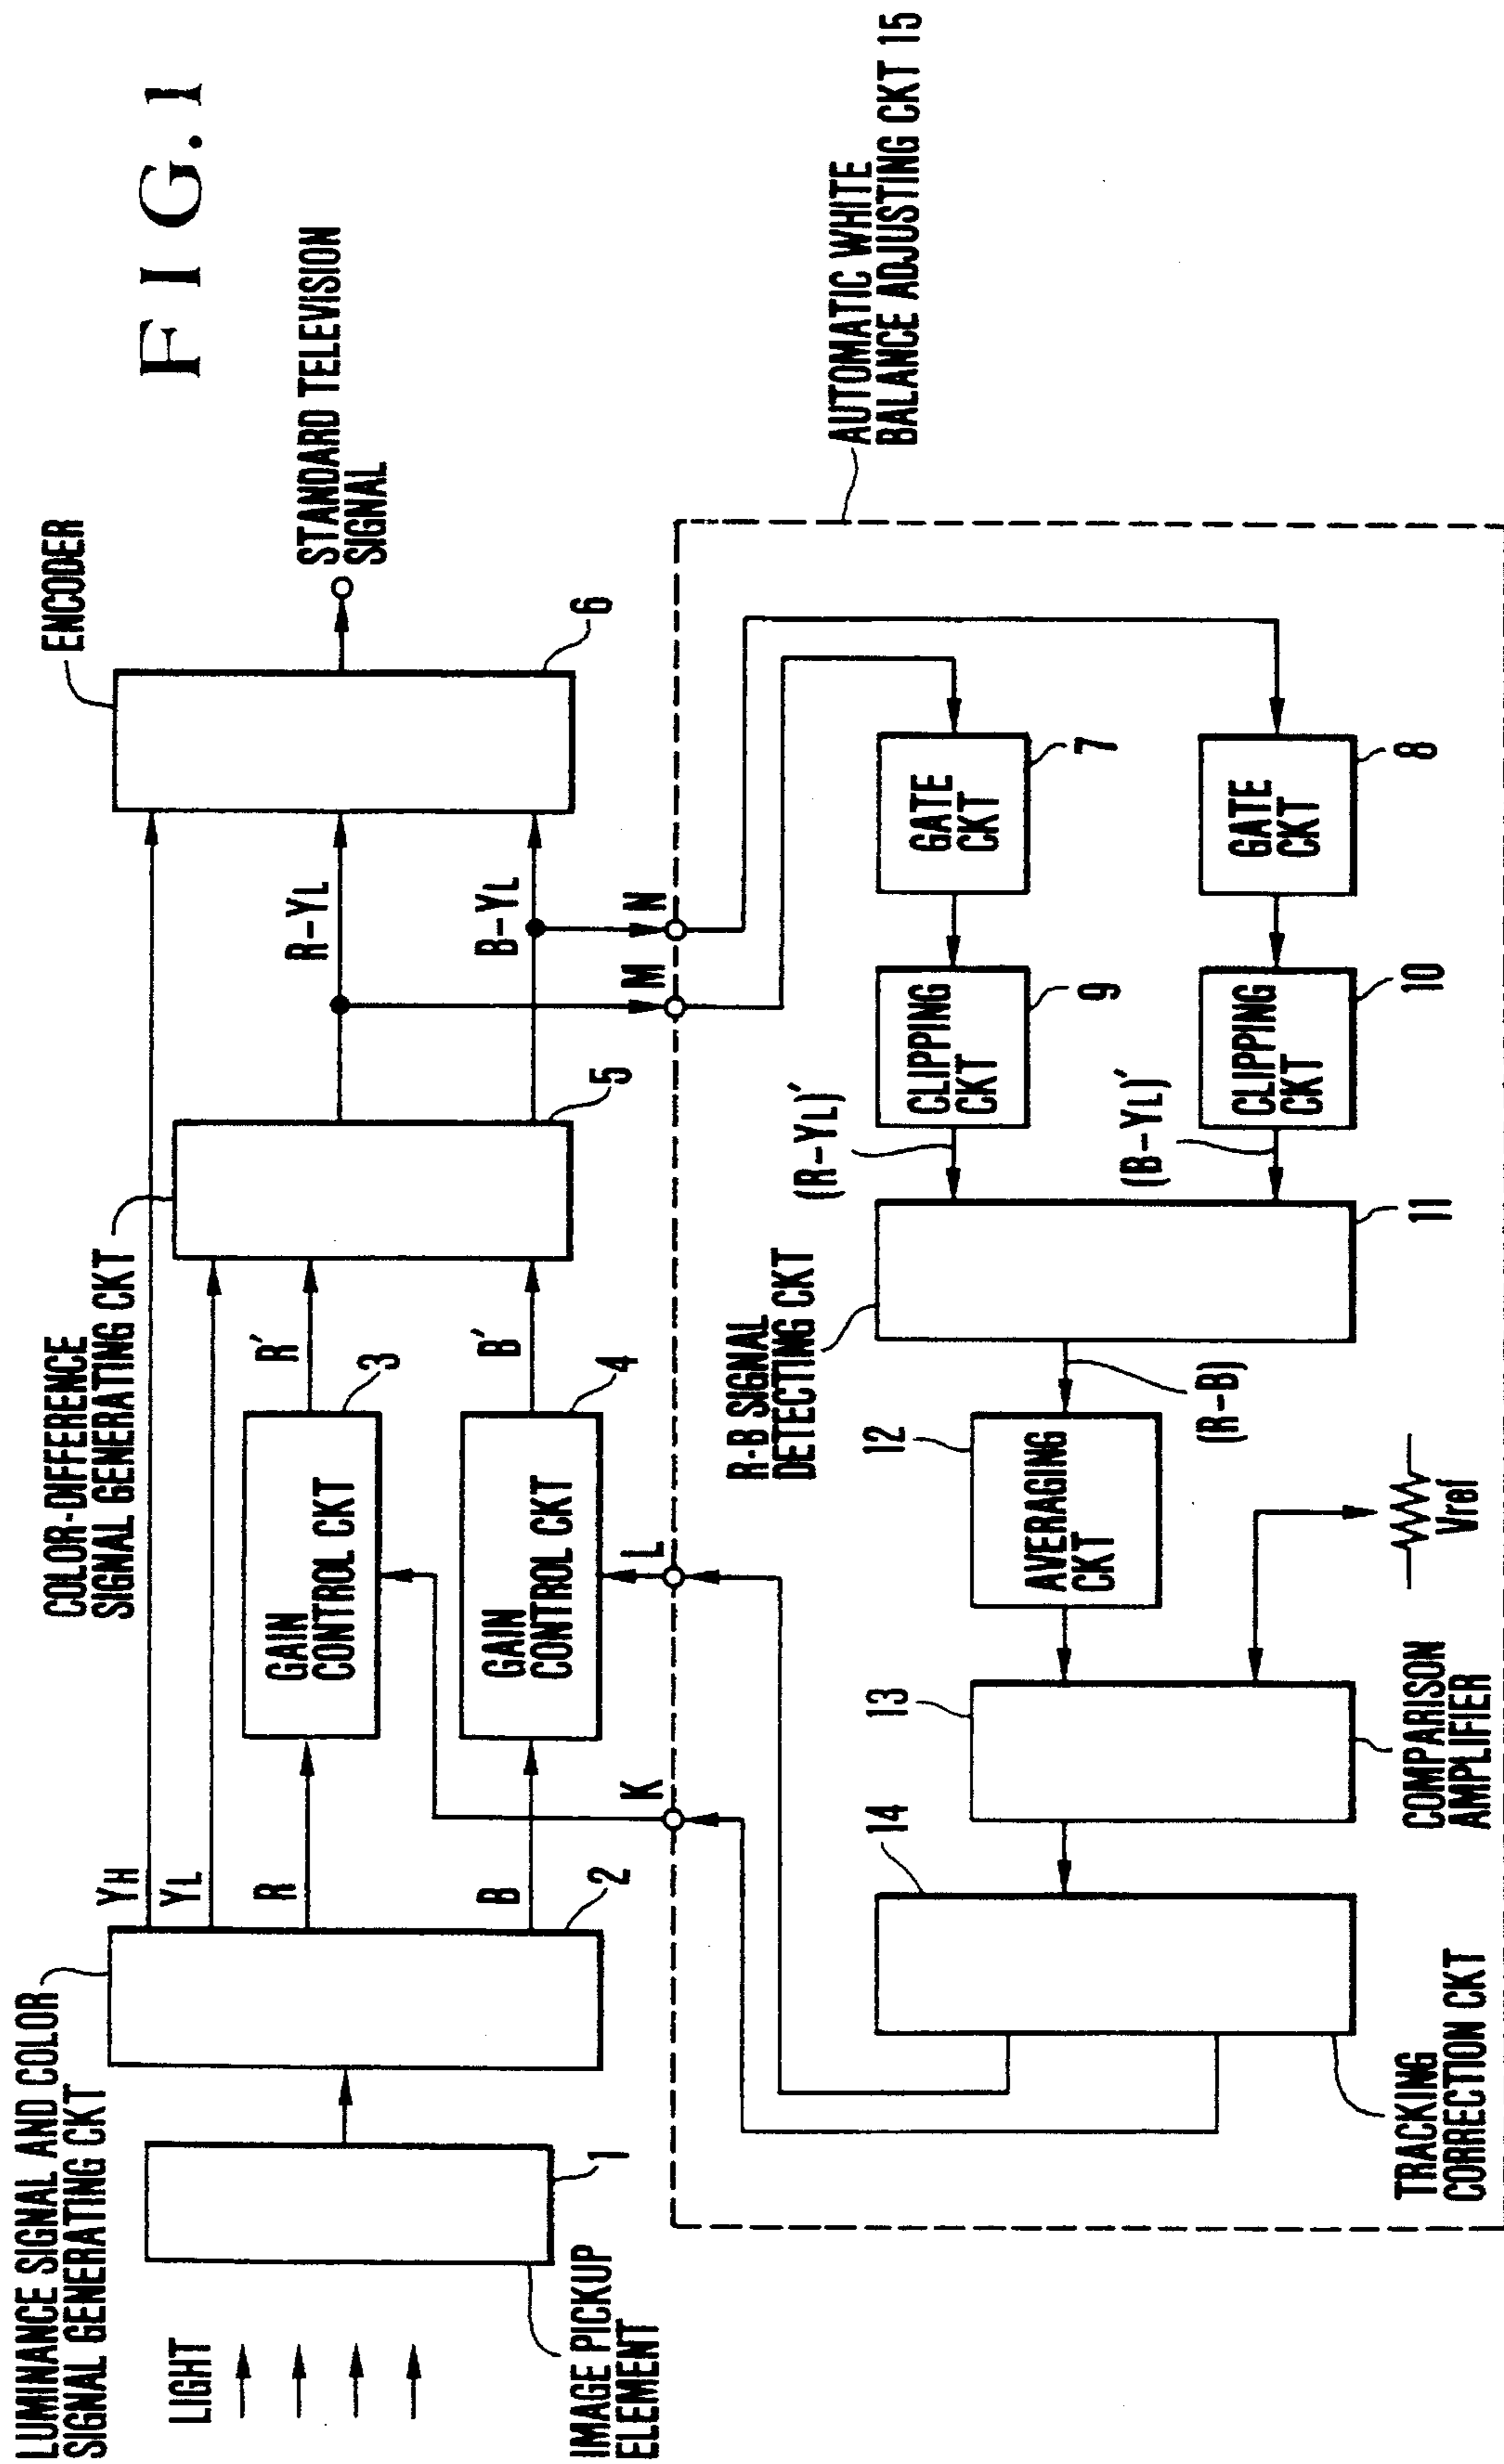 FIG.1
LUMINANCE SIGNAL AND COLOR
SIGNAL GENERATING CKT
LIGHT
IMAGE PICKUP
ELEMENT
1
2
YH
YL
R
B
GAIN
CONTROL CKT
3
GAIN
CONTROL CKT
4
R'
B'
K
L
COLOR-DIFFERENCE
SIGNAL GENERATING CKT
5
R-YL
B-YL
M
N
ENCODER
6
STANDARD TELEVISION
SIGNAL
AUTOMATIC WHITE
BALANCE ADJUSTING CKT 15
GATE
CKT
7
GATE
CKT
8
CLIPPING
CKT
9
CLIPPING
CKT
10
(R-YL)'
(B-YL)'
R-B SIGNAL
DETECTING CKT
11
(R-B)
12
AVERAGING
CKT
Vref
13
COMPARISON
AMPLIFIER
14
TRACKING
CORRECTION CKT